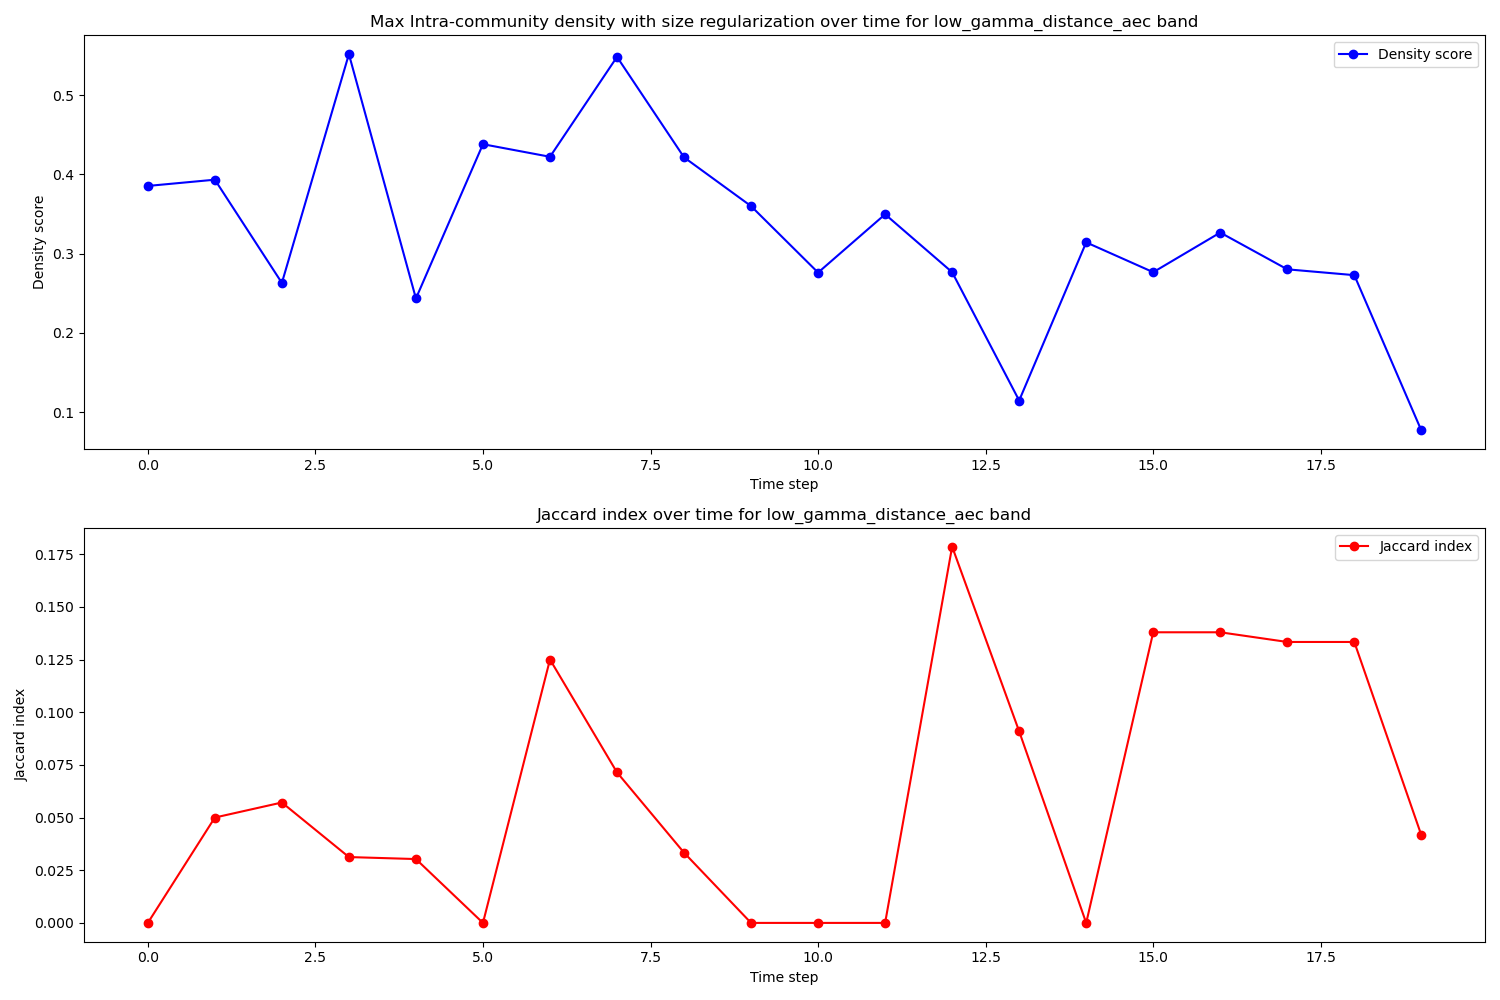 Max Intra-community density with size regularization over time for low_gamma_distance_aec band
Density score
0.5
0.4
0.3
0.2
0.1
Density score
0.0 2.5 5.0 7.5 10.0 12.5 15.0 17.5
Time step
Jaccard index over time for low_gamma_distance_aec band
Jaccard index
0.175
0.150
0.125
0.100
0.075
0.050
0.025
0.000
Jaccard index
0.0 2.5 5.0 7.5 10.0 12.5 15.0 17.5
Time step